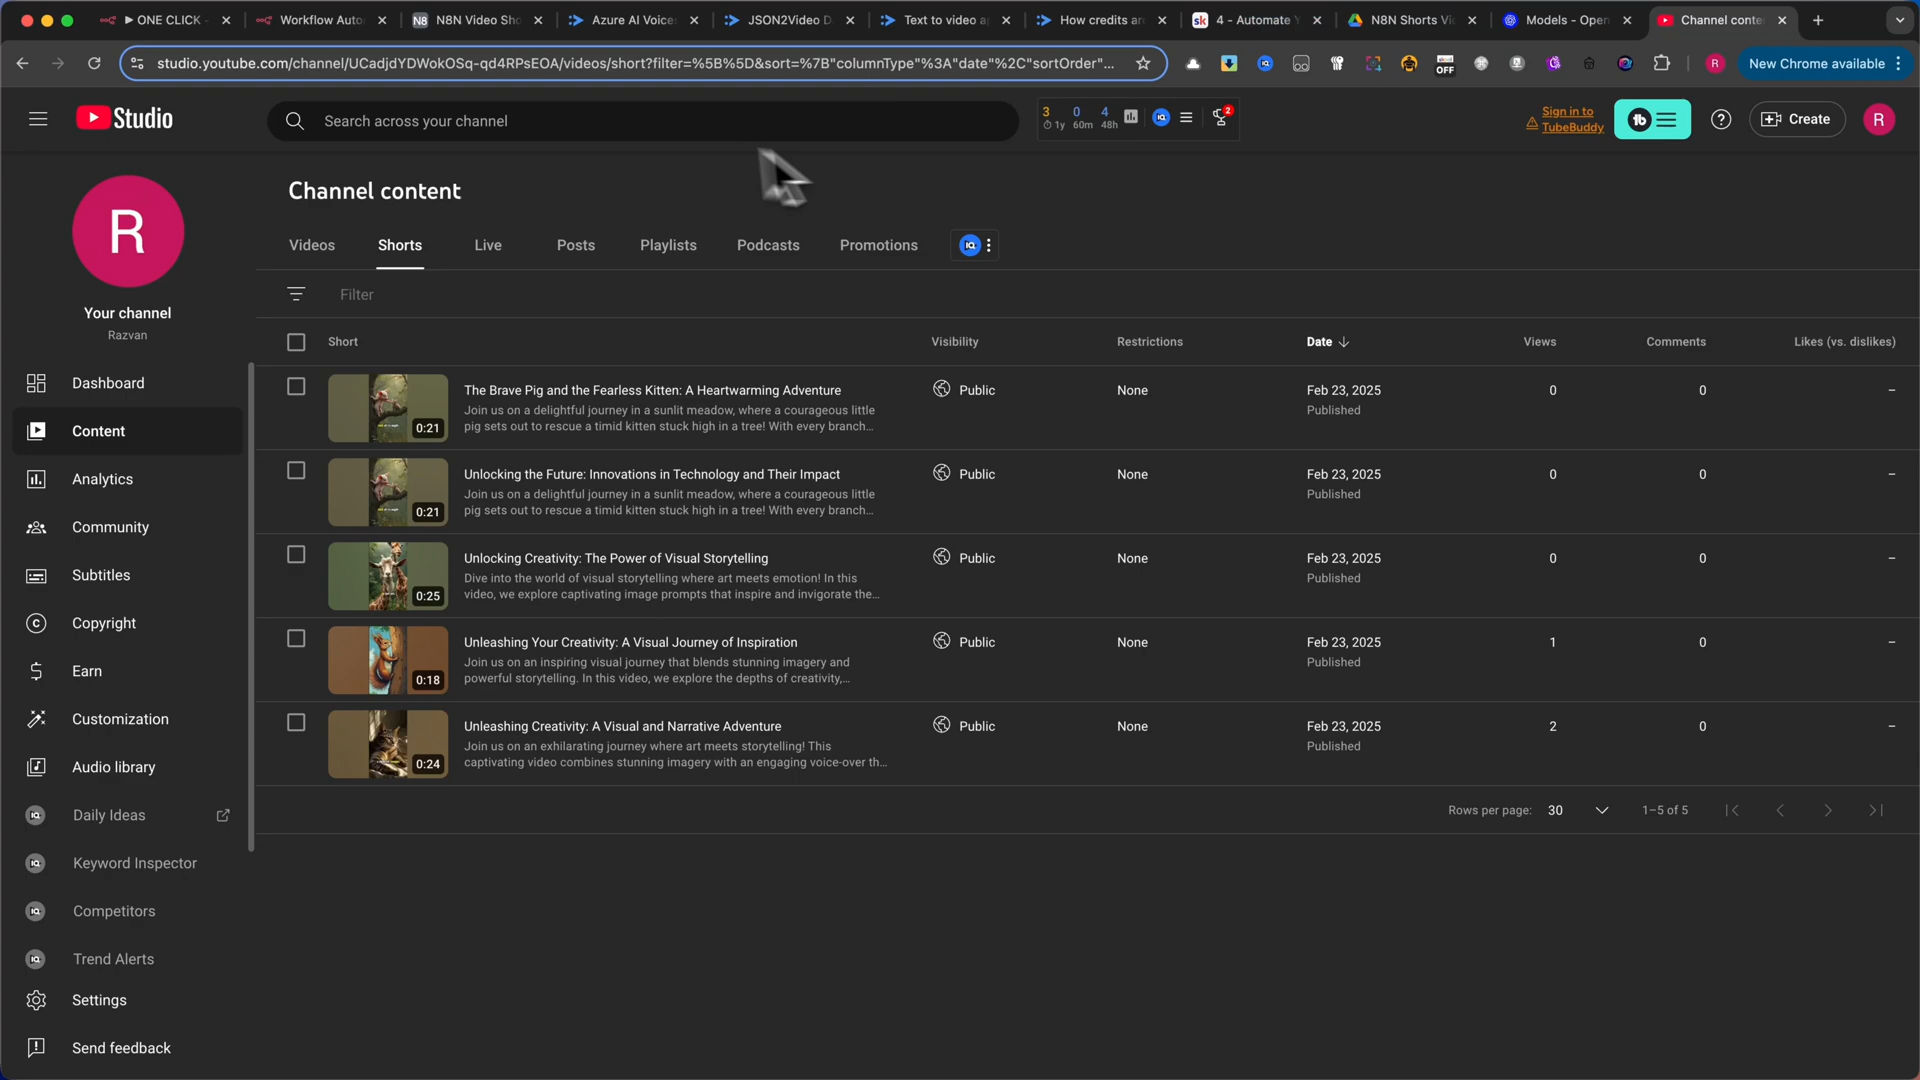 ONE CLICK
Workflow Auto
N8 N8N Video Sho
Azure AI Voice
JSON2Video D
Text to video a
How credits ar
sk 4 - Automate Y
N8N Shorts Vi
Models - Open
Channel conte
studio.youtube.com/channel/UCadjdYDWokOSq-qd4RPsEOA/videos/short?filter=%5B%5D&sort=%7B"columnType"%3A"date"%2C"sortOrder"...
OFF
R
New Chrome available
Studio
Search across your channel
3 0 4
1y 60m 48h
2
Sign in to
TubeBuddy
tb
Create
R
R
Your channel
Razvan
Dashboard
Content
Analytics
Community
Subtitles
Copyright
Earn
Customization
Audio library
Daily Ideas
Keyword Inspector
Competitors
Trend Alerts
Settings
Send feedback
Channel content
Videos Shorts Live Posts Playlists Podcasts Promotions
Filter
Short Visibility Restrictions Date Views Comments Likes (vs. dislikes)
0:21
The Brave Pig and the Fearless Kitten: A Heartwarming Adventure Public None Feb 23, 2025 0 0 –
Join us on a delightful journey in a sunlit meadow, where a courageous little Published
pig sets out to rescue a timid kitten stuck high in a tree! With every branch...
0:21
Unlocking the Future: Innovations in Technology and Their Impact Public None Feb 23, 2025 0 0 –
Join us on a delightful journey in a sunlit meadow, where a courageous little Published
pig sets out to rescue a timid kitten stuck high in a tree! With every branch...
0:25
Unlocking Creativity: The Power of Visual Storytelling Public None Feb 23, 2025 0 0 –
Dive into the world of visual storytelling where art meets emotion! In this Published
video, we explore captivating image prompts that inspire and invigorate the...
0:18
Unleashing Your Creativity: A Visual Journey of Inspiration Public None Feb 23, 2025 1 0 –
Join us on an inspiring visual journey that blends stunning imagery and Published
powerful storytelling. In this video, we explore the depths of creativity,...
0:24
Unleashing Creativity: A Visual and Narrative Adventure Public None Feb 23, 2025 2 0 –
Join us on an exhilarating journey where art meets storytelling! This Published
captivating video combines stunning imagery with an engaging voice-over th...
Rows per page: 30 1–5 of 5